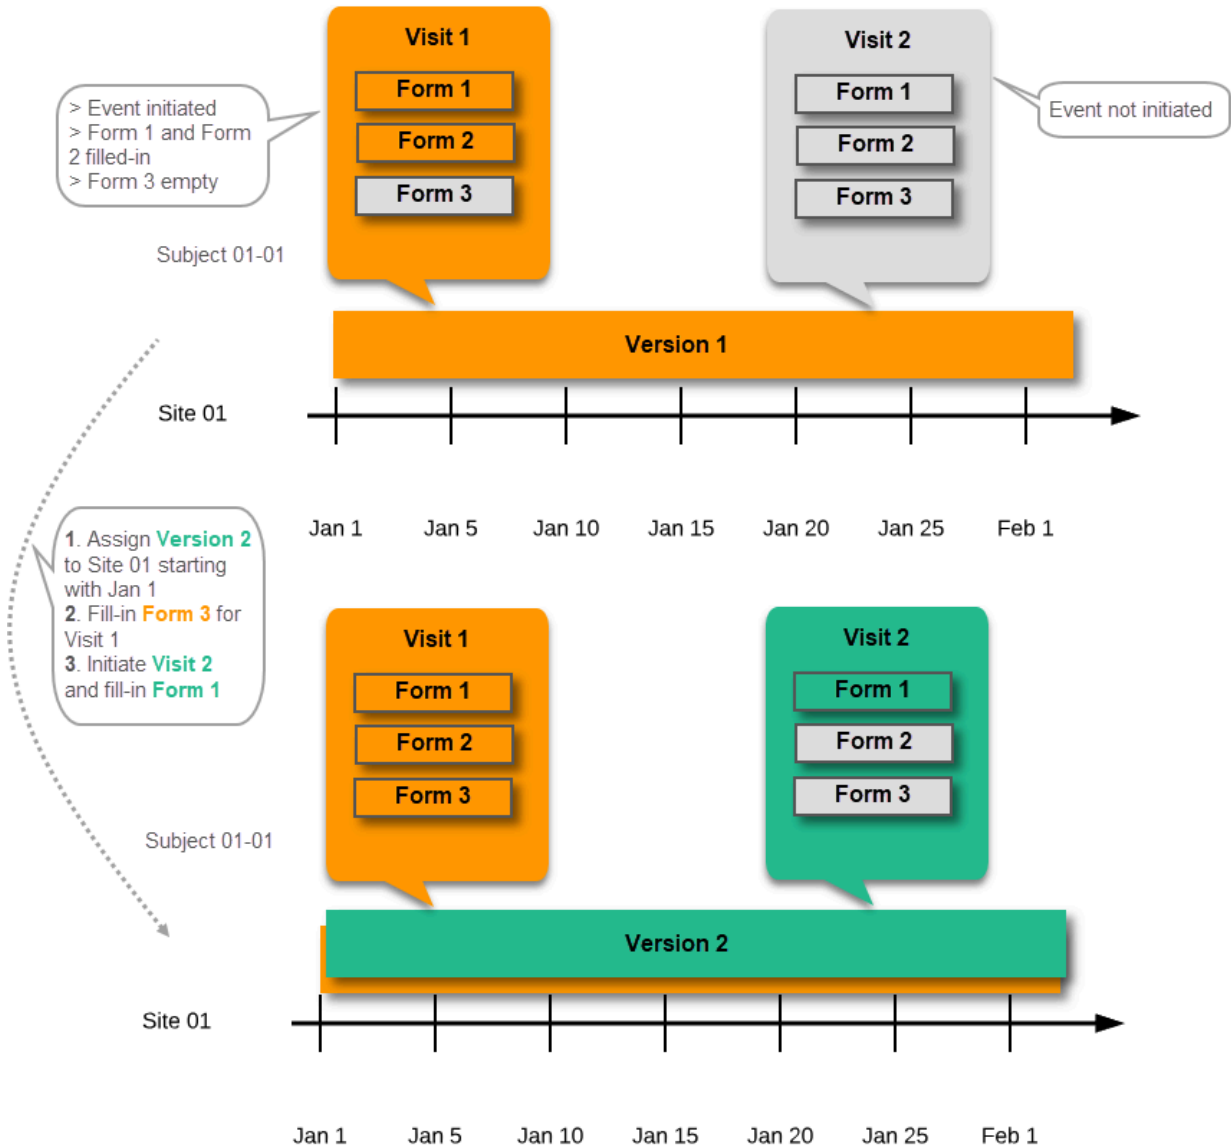 Visit 1
Form 1
Form 2
Form 3
Visit 2
Form 1
Form 2
Form 3
> Event initiated
> Form 1 and Form
2 filled-in
> Form 3 empty
Event not initiated
Subject 01-01
Version 1
Site 01
Jan 1 Jan 5 Jan 10 Jan 15 Jan 20 Jan 25 Feb 1
1. Assign Version 2
to Site 01 starting
with Jan 1
2. Fill-in Form 3 for
Visit 1
3. Initiate Visit 2
and fill-in Form 1
Visit 1
Form 1
Form 2
Form 3
Visit 2
Form 1
Form 2
Form 3
Subject 01-01
Version 2
Site 01
Jan 1 Jan 5 Jan 10 Jan 15 Jan 20 Jan 25 Feb 1